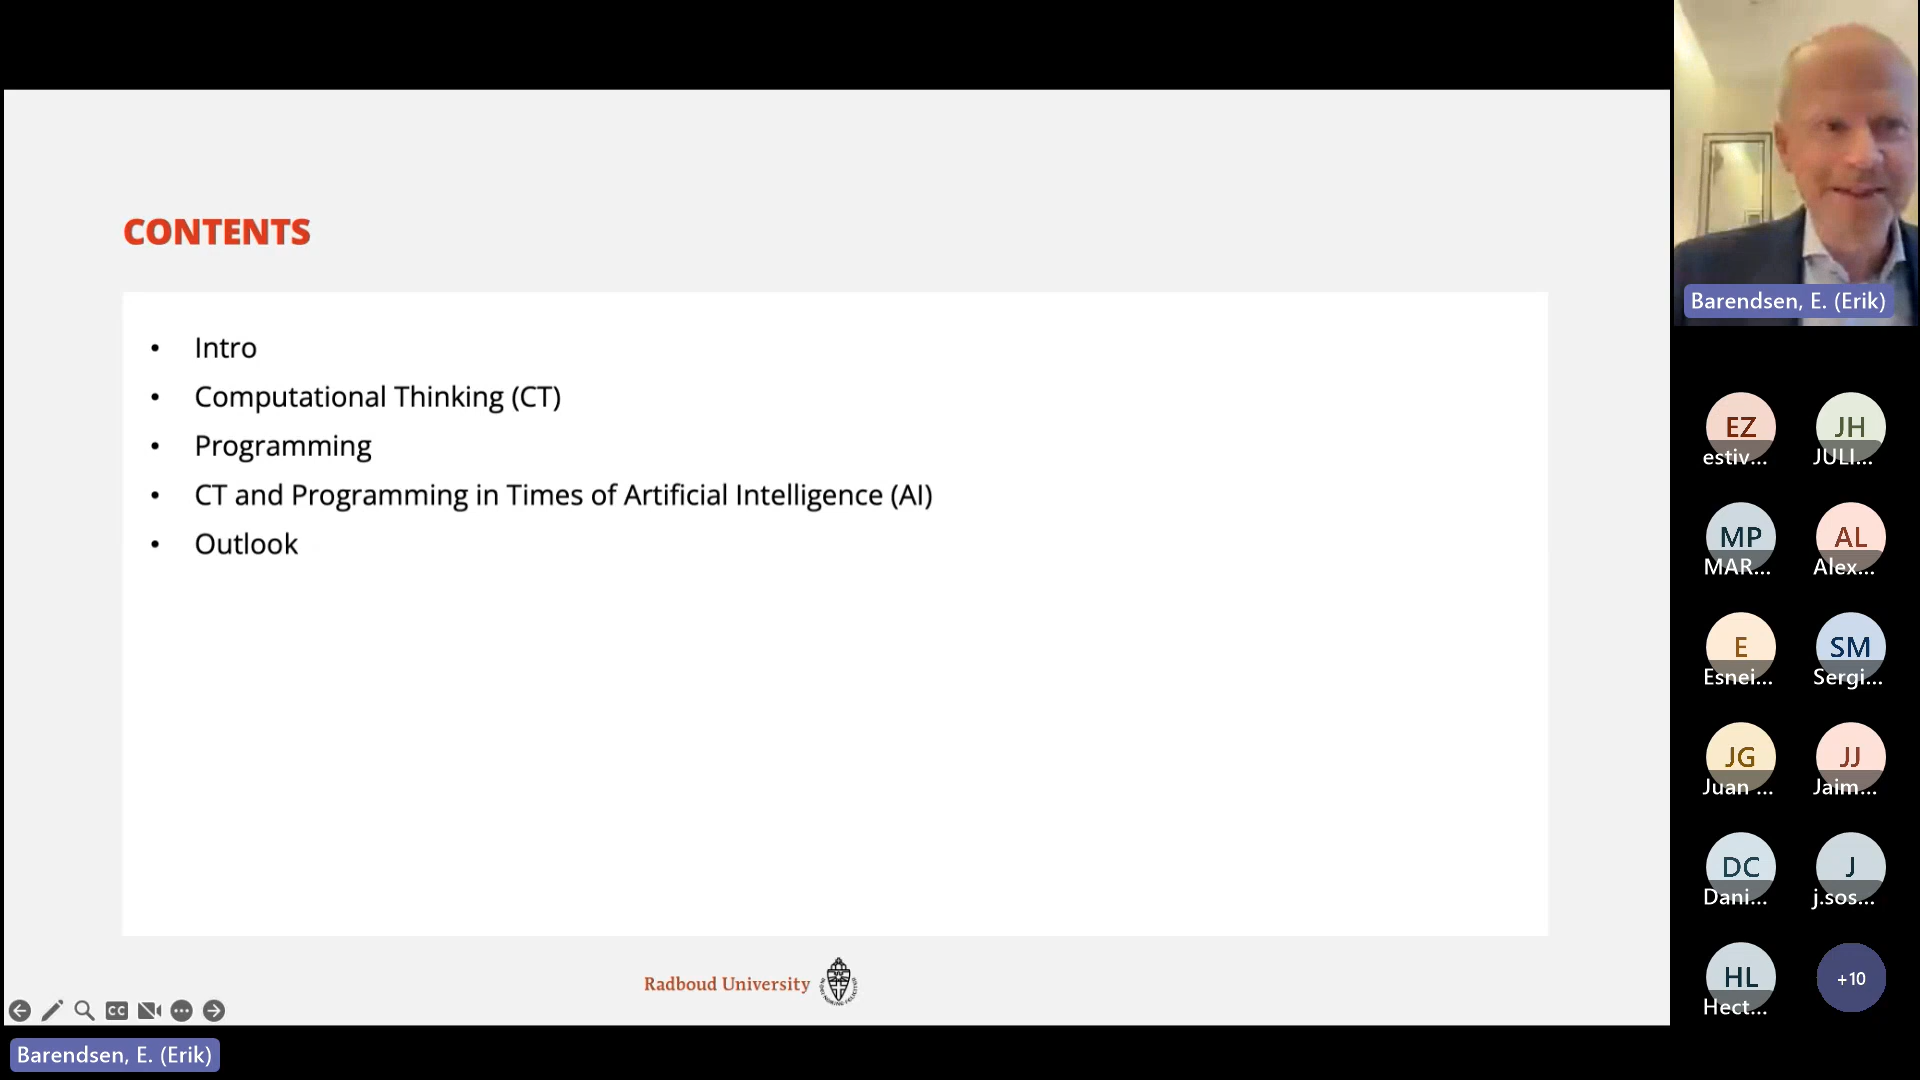 CONTENTS
• Intro
• Computational Thinking (CT)
• Programming
• CT and Programming in Times of Artificial Intelligence (AI)
• Outlook
Radboud University
CC
Barendsen, E. (Erik)
Barendsen, E. (Erik)
EZ JH
estiv... JULI...
MP AL
MAR... Alex...
E SM
Esnei... Sergi...
JG JJ
Juan ... Jaim...
DC J
Dani... j.sos...
HL +10
Hect...